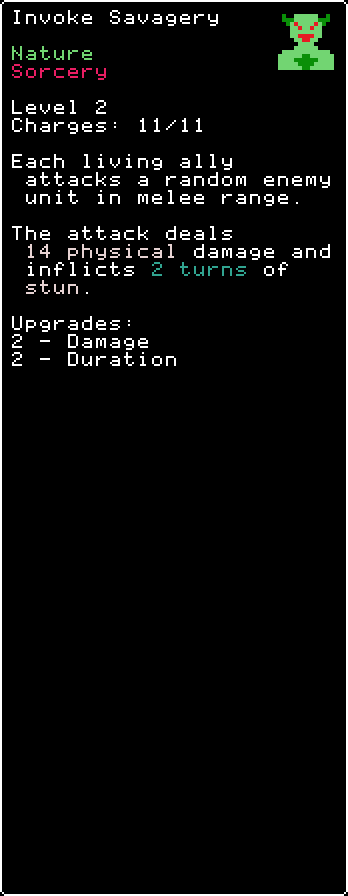 Invoke Savagery
Nature
Sorcery
Level 2
Charges: 11/11
Each living ally
attacks a random enemy
unit in melee range.
The attack deals
14 physical damage and
inflicts 2 turns of
stun.
Upgrades:
2 - Damage
2 - Duration